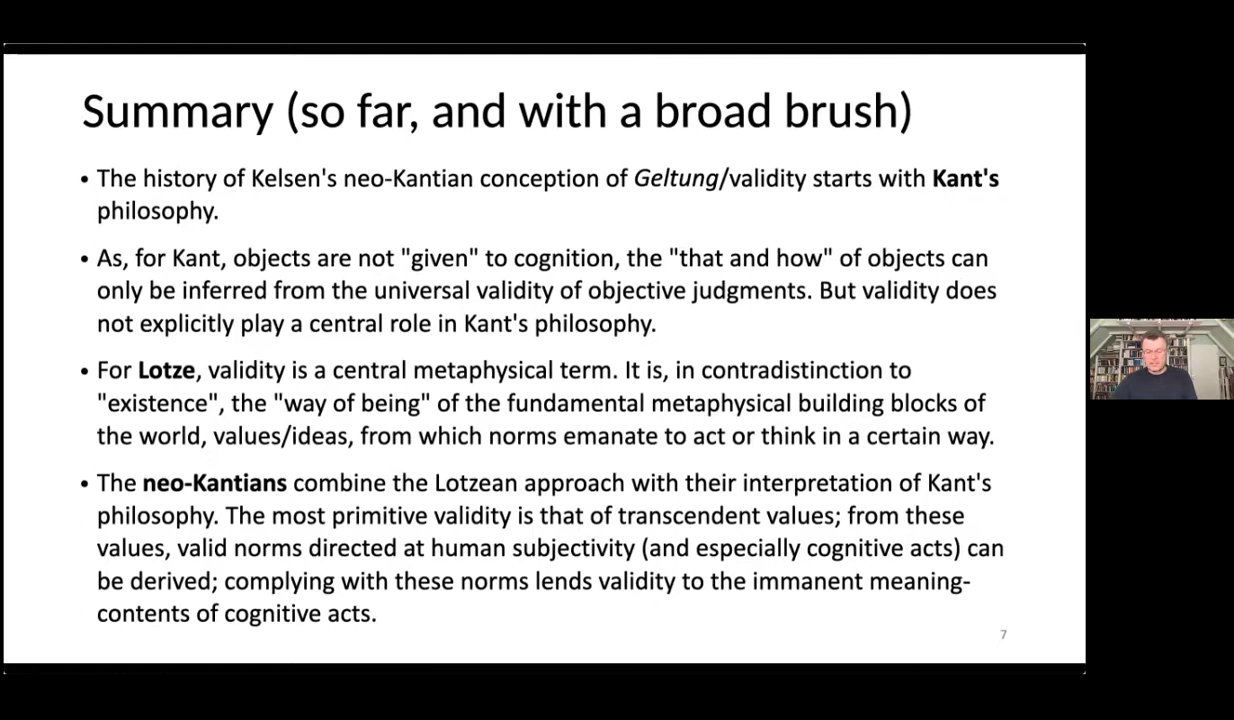 Summary (so far, and with a broad brush)
• The history of Kelsen's neo-Kantian conception of Geltung/validity starts with Kant's
philosophy.
• As, for Kant, objects are not "given" to cognition, the "that and how" of objects can
only be inferred from the universal validity of objective judgments. But validity does
not explicitly play a central role in Kant's philosophy.
• For Lotze, validity is a central metaphysical term. It is, in contradistinction to
"existence", the "way of being" of the fundamental metaphysical building blocks of
the world, values/ideas, from which norms emanate to act or think in a certain way.
• The neo-Kantians combine the Lotzean approach with their interpretation of Kant's
philosophy. The most primitive validity is that of transcendent values; from these
values, valid norms directed at human subjectivity (and especially cognitive acts) can
be derived; complying with these norms lends validity to the immanent meaning-
contents of cognitive acts.
7